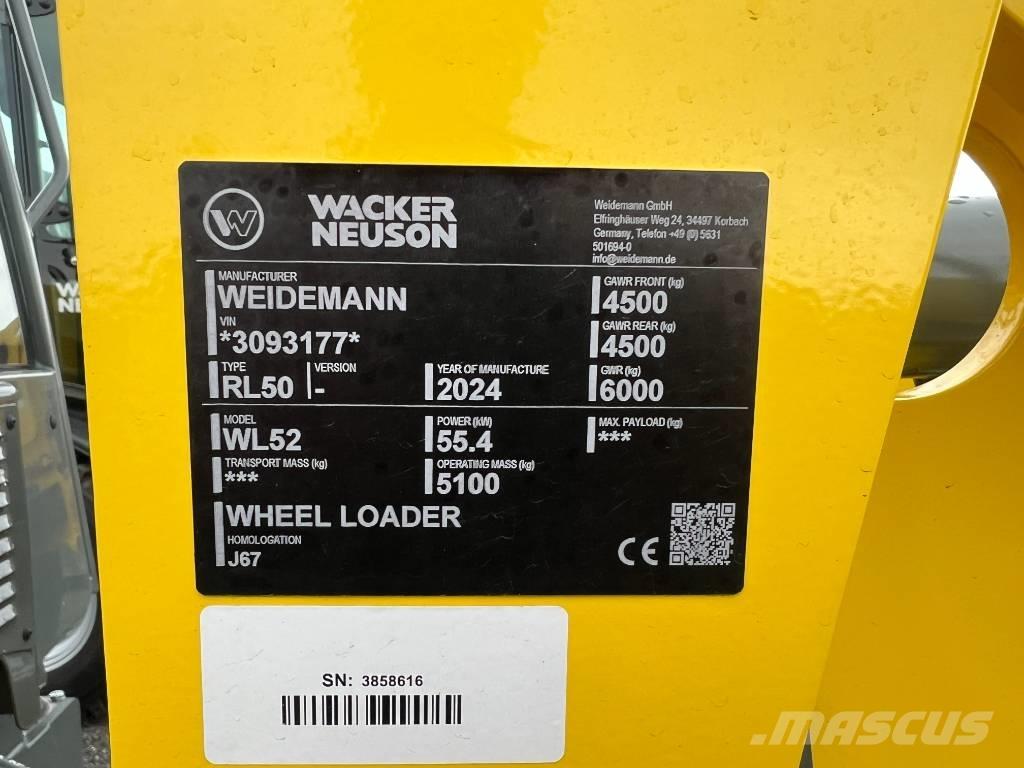 WACKER
NEUSON
Weidemann GmbH
Elfringhäuser Weg 24, 34497 Korbach
Germany, Telefon +49 (0) 5631
501694-0
info@weidemann.de
MANUFACTURER
WEIDEMANN
VIN
*3093177*
TYPE
RL50
VERSION
-
YEAR OF MANUFACTURE
2024
GAWR FRONT (kg)
4500
GAWR REAR (kg)
4500
GWR (kg)
6000
MODEL
WL52
POWER (kW)
55.4
MAX. PAYLOAD (kg)
***
TRANSPORT MASS (kg)
***
OPERATING MASS (kg)
5100
WHEEL LOADER
HOMOLOGATION
J67
CE
SN: 3858616
WACKER
NEUSON
MASCUS